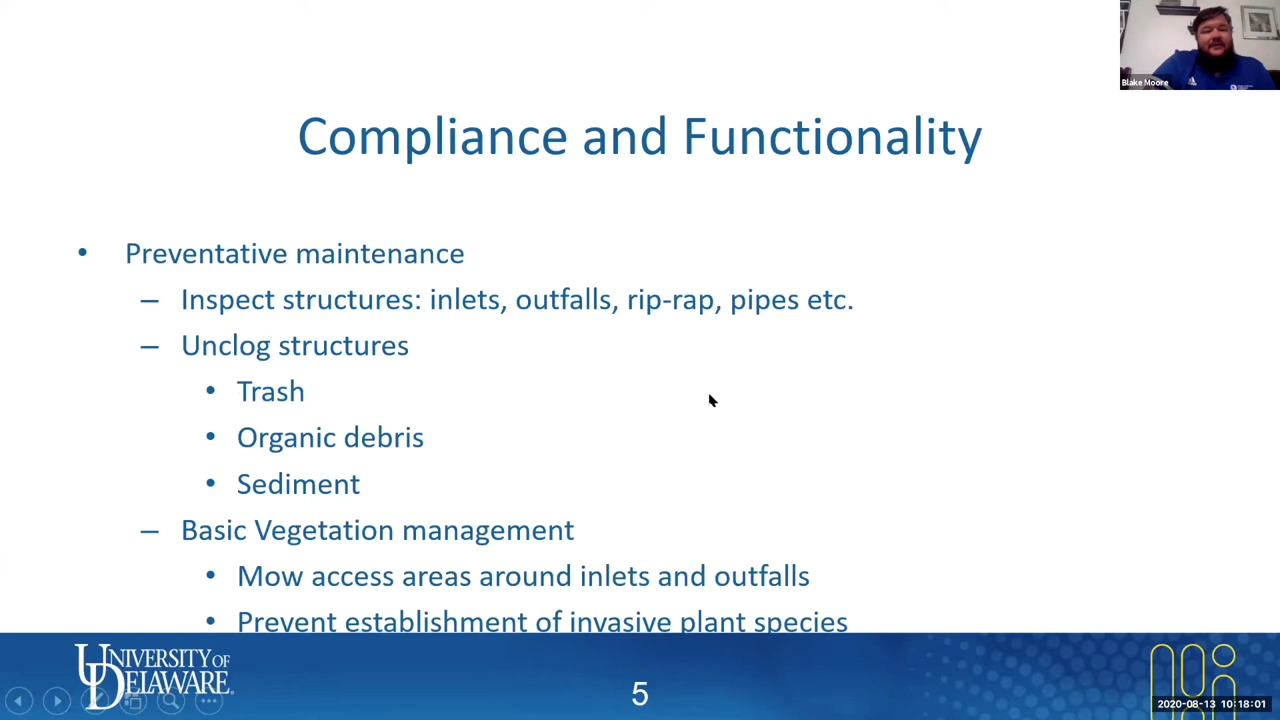 Blake Moore
Compliance and Functionality
• Preventative maintenance
– Inspect structures: inlets, outfalls, rip-rap, pipes etc.
– Unclog structures
• Trash
• Organic debris
• Sediment
– Basic Vegetation management
• Mow access areas around inlets and outfalls
• Prevent establishment of invasive plant species
UNIVERSITY OF
DELAWARE
5
2020-08-13 10:18:01